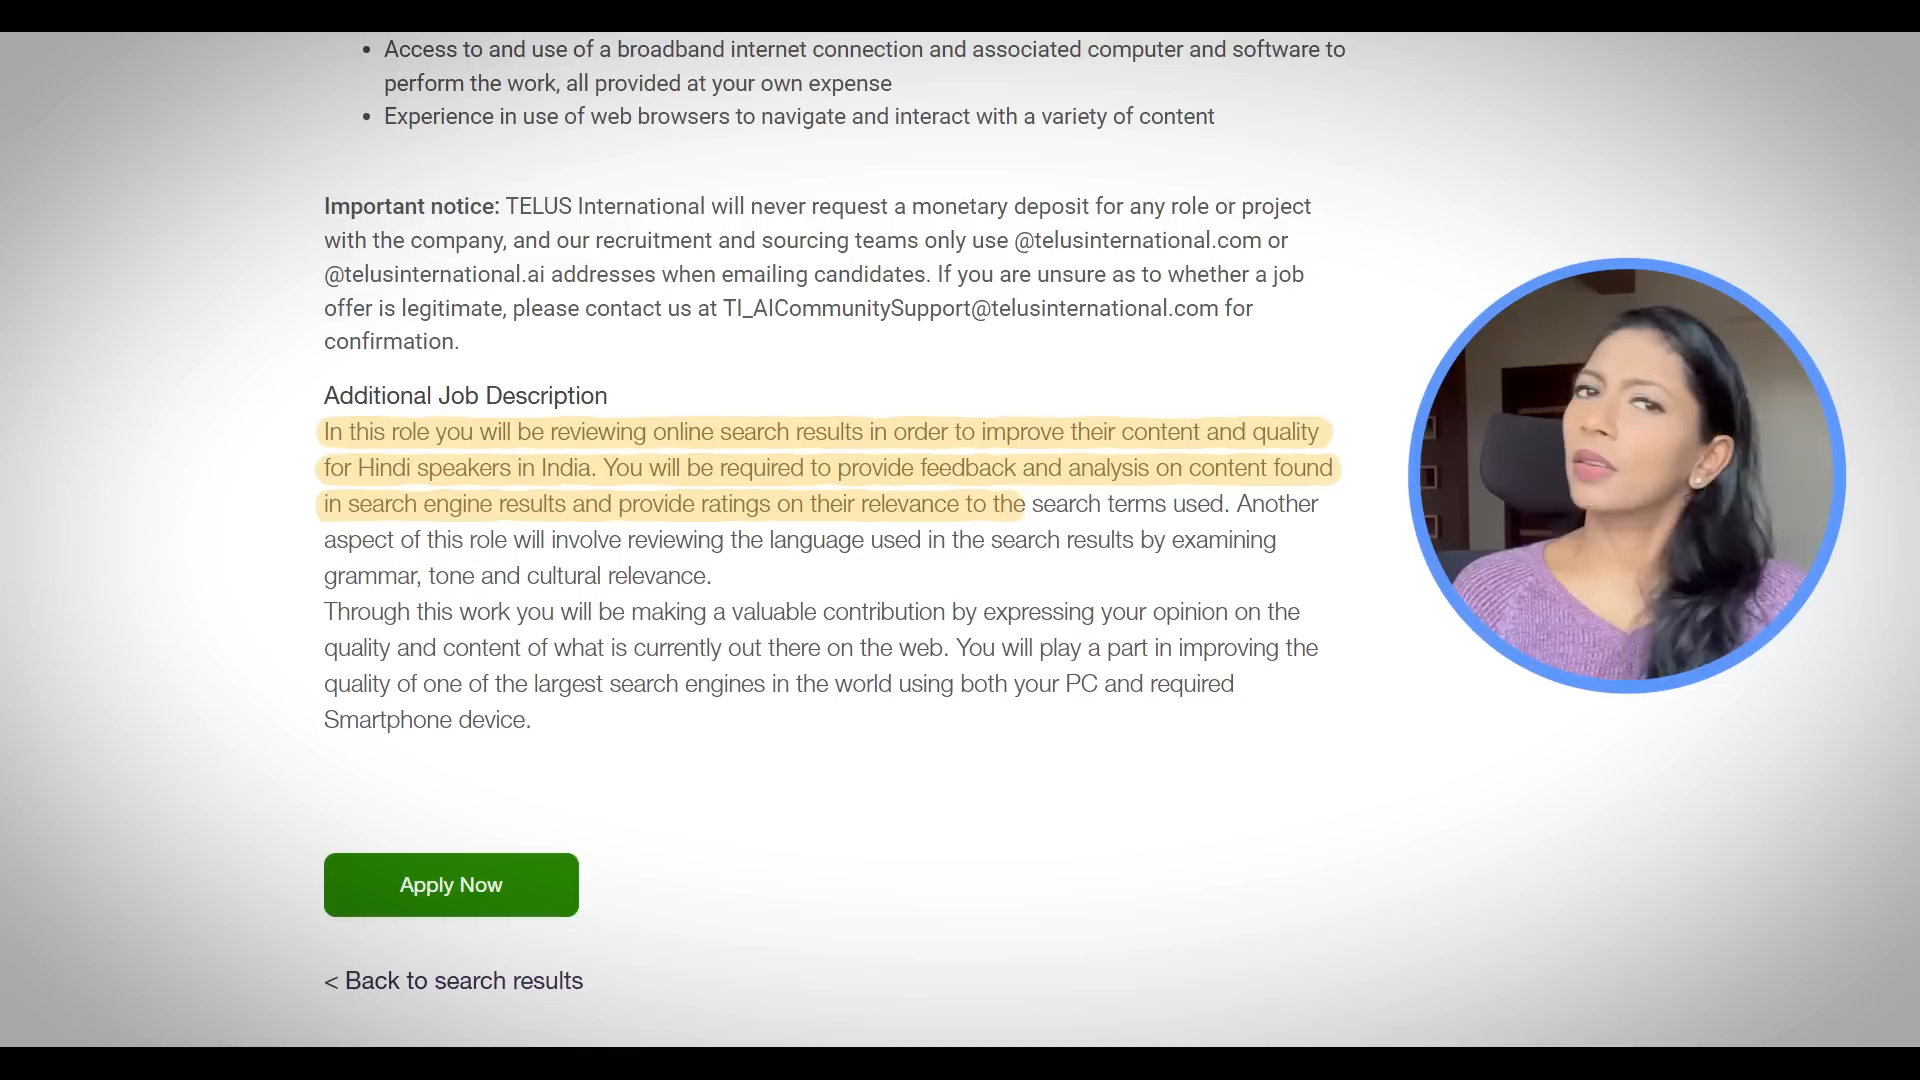 • Access to and use of a broadband internet connection and associated computer and software to
perform the work, all provided at your own expense
• Experience in use of web browsers to navigate and interact with a variety of content
Important notice: TELUS International will never request a monetary deposit for any role or project
with the company, and our recruitment and sourcing teams only use @telusinternational.com or
@telusinternational.ai addresses when emailing candidates. If you are unsure as to whether a job
offer is legitimate, please contact us at TI_AICommunitySupport@telusinternational.com for
confirmation.
Additional Job Description
In this role you will be reviewing online search results in order to improve their content and quality
for Hindi speakers in India. You will be required to provide feedback and analysis on content found
in search engine results and provide ratings on their relevance to the search terms used. Another
aspect of this role will involve reviewing the language used in the search results by examining
grammar, tone and cultural relevance.
Through this work you will be making a valuable contribution by expressing your opinion on the
quality and content of what is currently out there on the web. You will play a part in improving the
quality of one of the largest search engines in the world using both your PC and required
Smartphone device.
Apply Now
< Back to search results